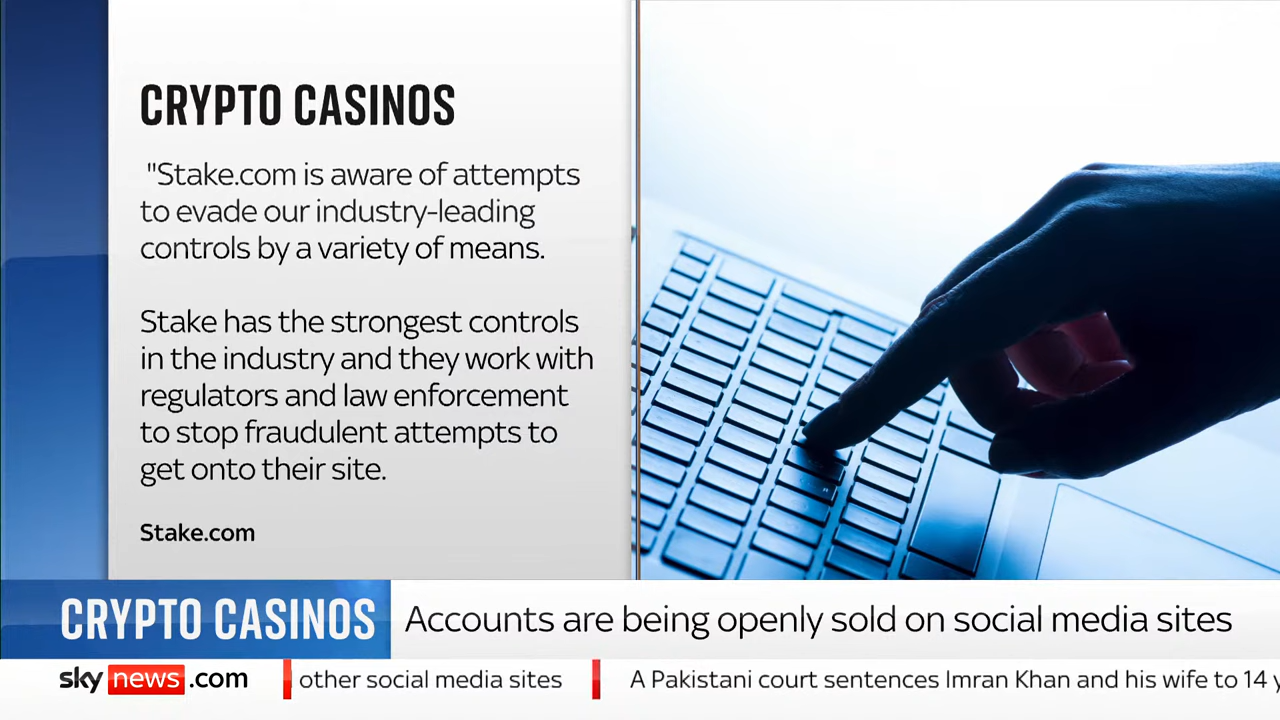 CRYPTO CASINOS
"Stake.com is aware of attempts
to evade our industry-leading
controls by a variety of means.
Stake has the strongest controls
in the industry and they work with
regulators and law enforcement
to stop fraudulent attempts to
get onto their site.
Stake.com
CRYPTO CASINOS
Accounts are being openly sold on social media sites
sky news.com
other social media sites
A Pakistani court sentences Imran Khan and his wife to 14